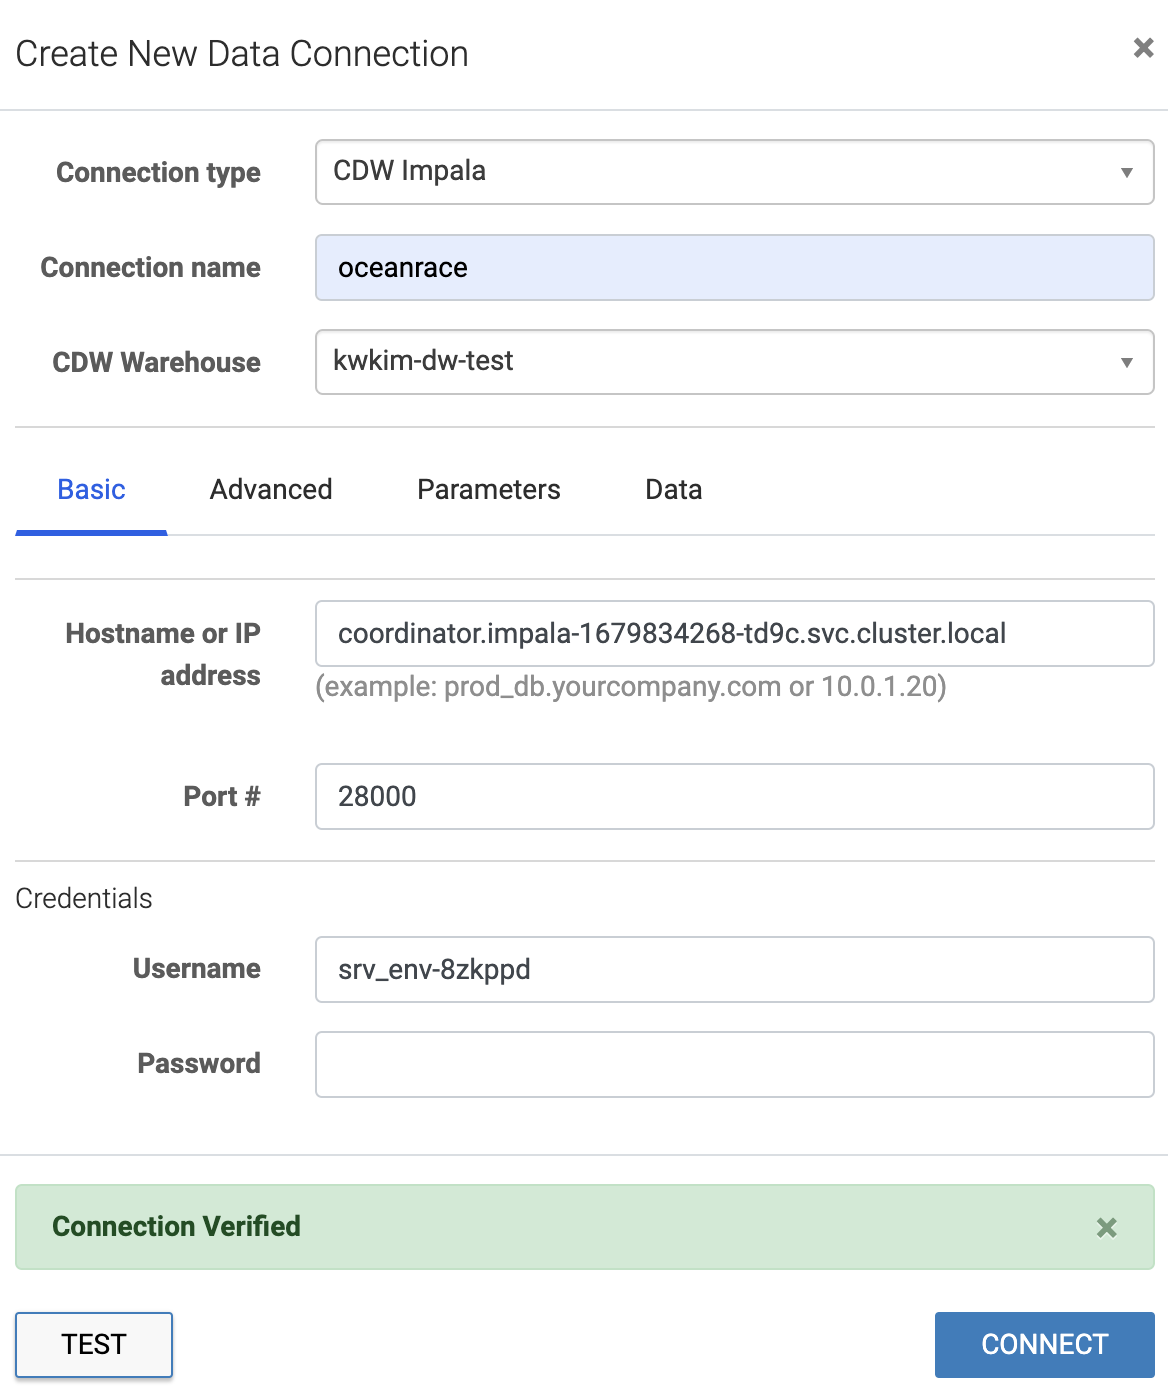 Create New Data Connection
Connection type
CDW Impala
Connection name
oceanrace
CDW Warehouse
kwkim-dw-test
Basic Advanced Parameters Data
Hostname or IP address
coordinator.impala-1679834268-td9c.svc.cluster.local
(example: prod_db.yourcompany.com or 10.0.1.20)
Port #
28000
Credentials
Username
srv_env-8zkppd
Password
Connection Verified
TEST
CONNECT